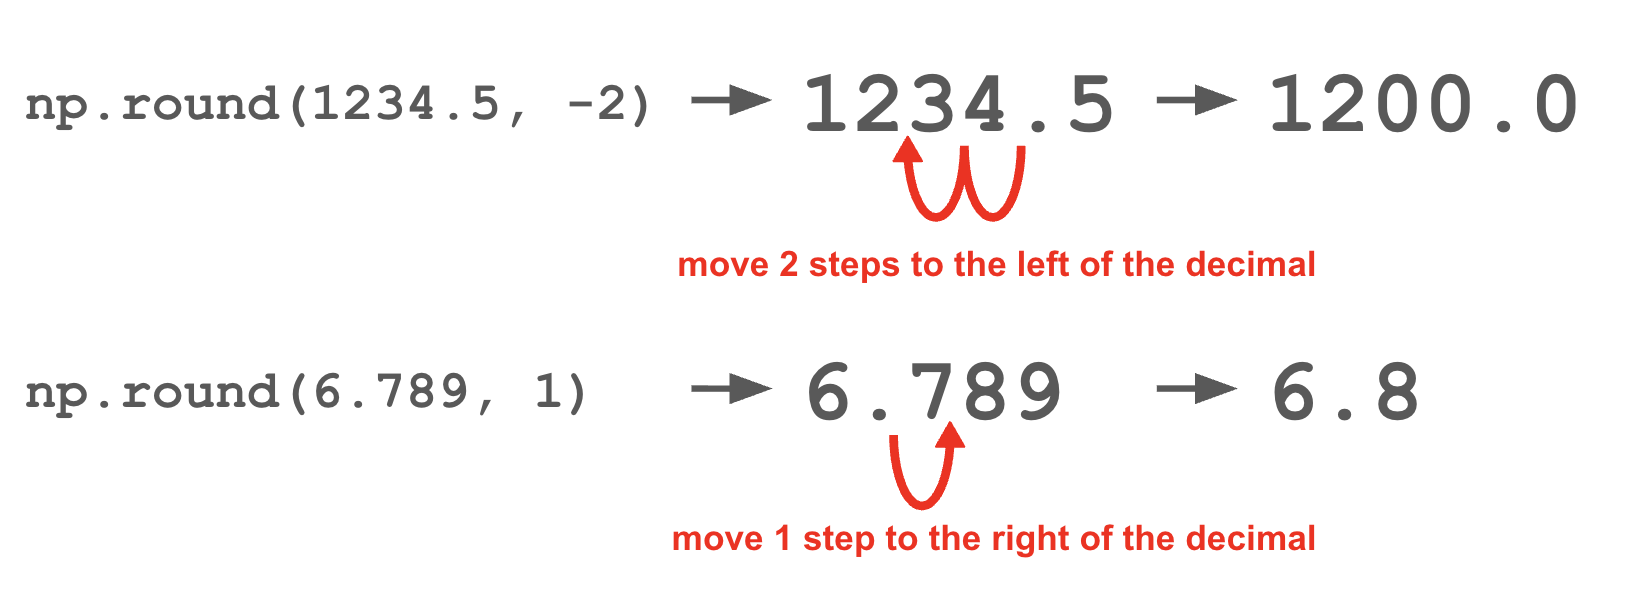 np.round(1234.5, -2) → 1234.5 → 1200.0
move 2 steps to the left of the decimal
np.round(6.789, 1) → 6.789 → 6.8
move 1 step to the right of the decimal